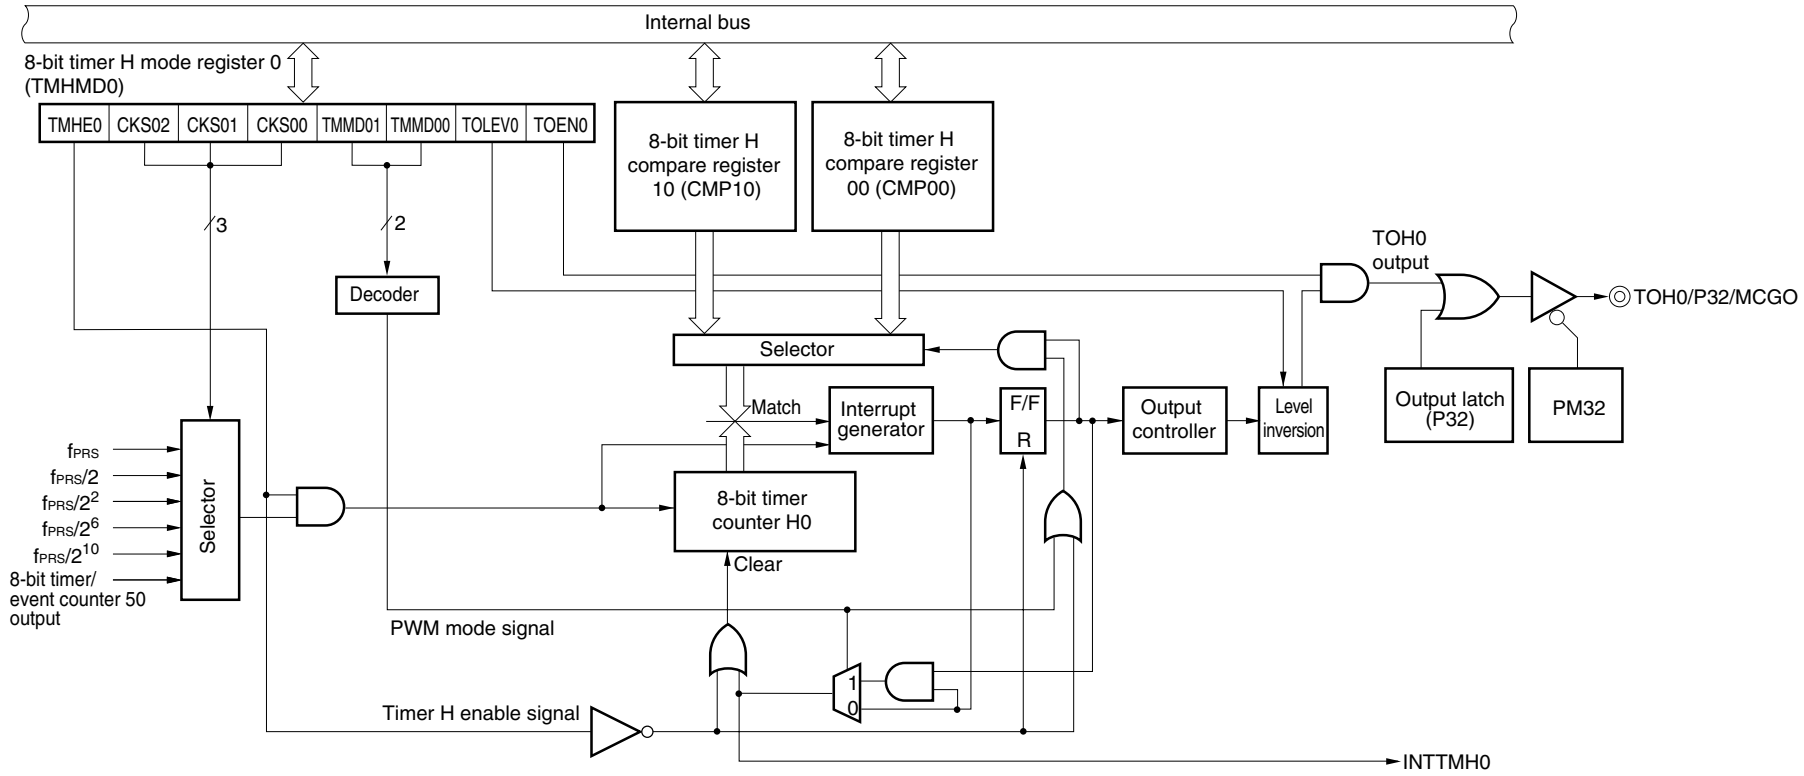 Internal bus
8-bit timer H mode register 0
(TMHMD0)
TMHE0 CKS02 CKS01 CKS00 TMMD01 TMMD00 TOLEV0 TOEN0
8-bit timer H
compare register
10 (CMP10)
8-bit timer H
compare register
00 (CMP00)
3
2
Decoder
TOH0
output
TOH0/P32/MCGO
Selector
Match
Interrupt
generator
F/F
R
Output
controller
Level
inversion
Output latch
(P32)
PM32
fPRS
fPRS/2
fPRS/2²
fPRS/2⁶
fPRS/2¹⁰
8-bit timer/
event counter 50
output
Selector
8-bit timer
counter H0
Clear
PWM mode signal
1
0
Timer H enable signal
INTTMH0